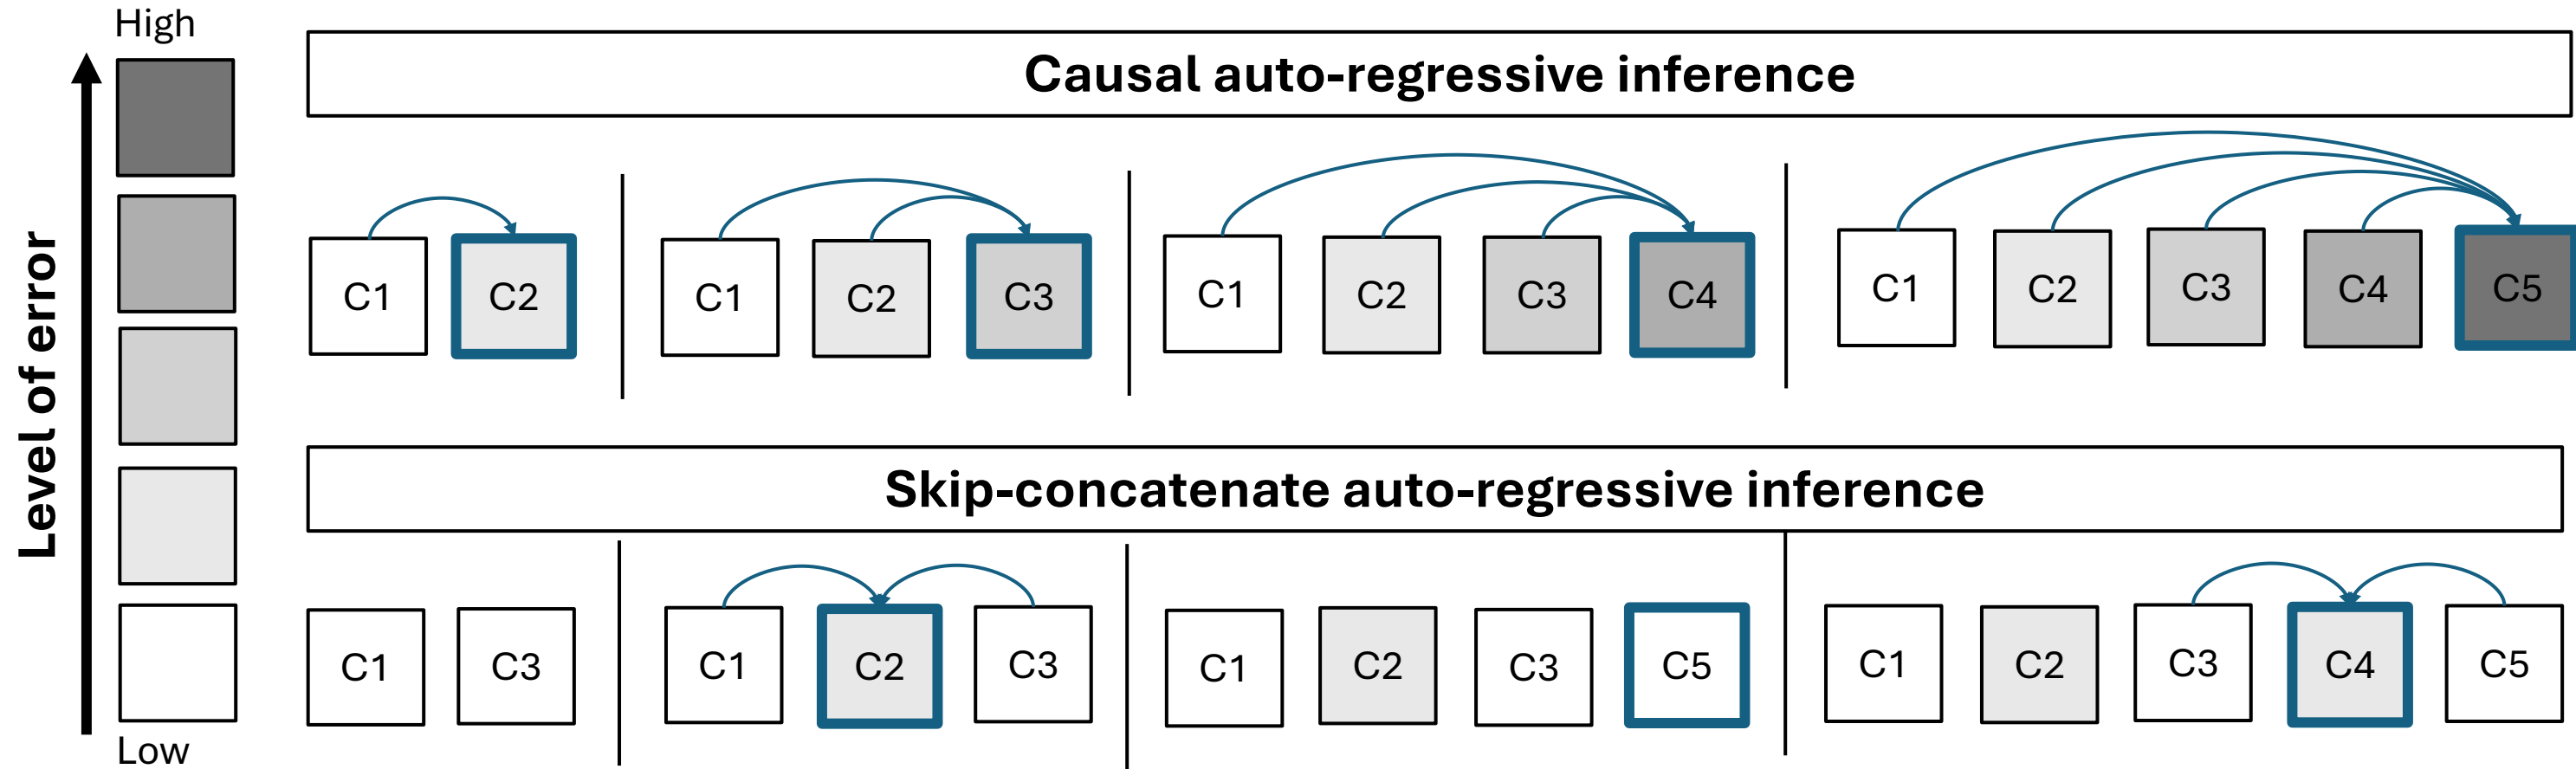 High
Level of error
Low
Causal auto-regressive inference
C1 C2
C1 C2 C3
C1 C2 C3 C4
C1 C2 C3 C4 C5
Skip-concatenate auto-regressive inference
C1 C3
C1 C2 C3
C1 C2 C3 C5
C1 C2 C3 C4 C5